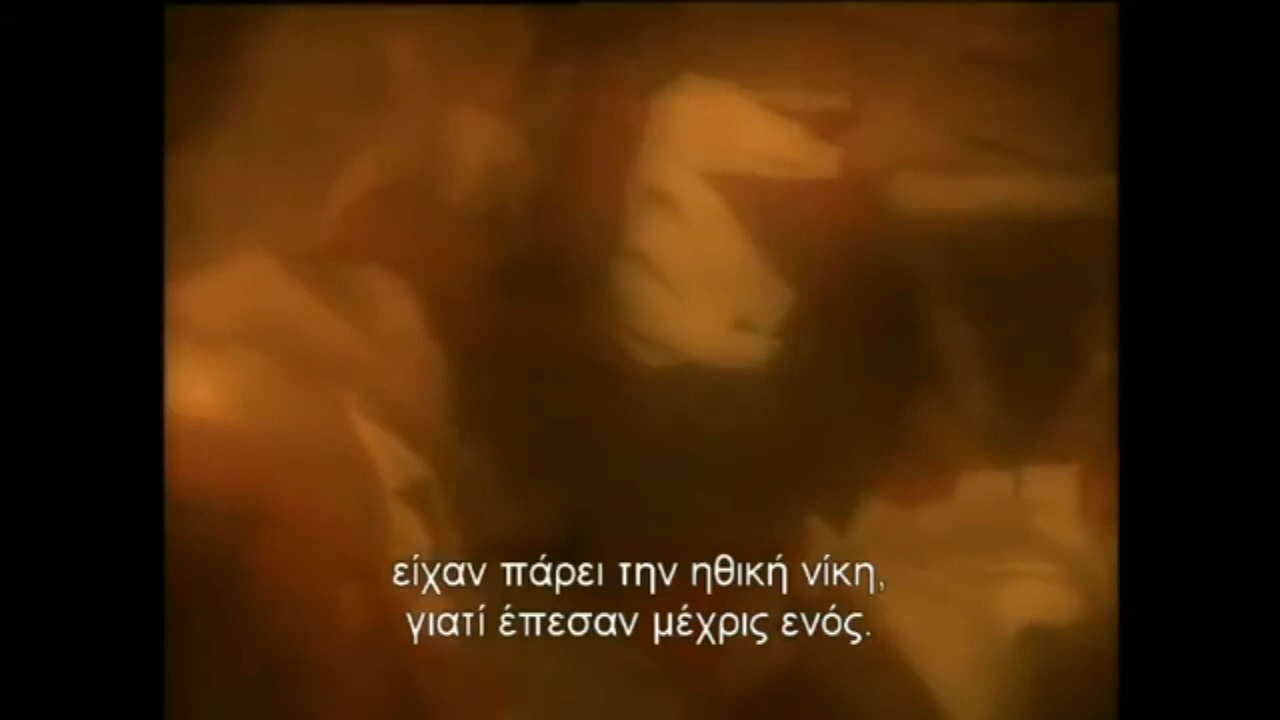 είχαν πάρει την ηθική νίκη,
γιατί έπεσαν μέχρις ενός.